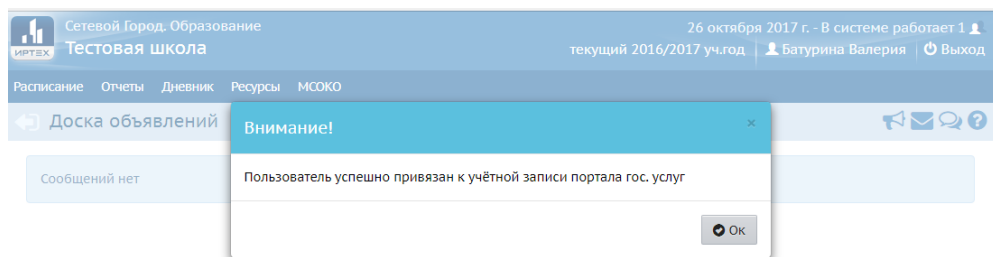 Сетевой Город. Образование
26 октября 2017 г. - В системе работает 1
ИРТЕХ Тестовая школа
текущий 2016/2017 уч.год Батурина Валерия Выход
Расписание Отчеты Дневник Ресурсы МСОКО
Доска объявлений
Внимание! ×
Сообщений нет
Пользователь успешно привязан к учётной записи портала гос. услуг
Ок